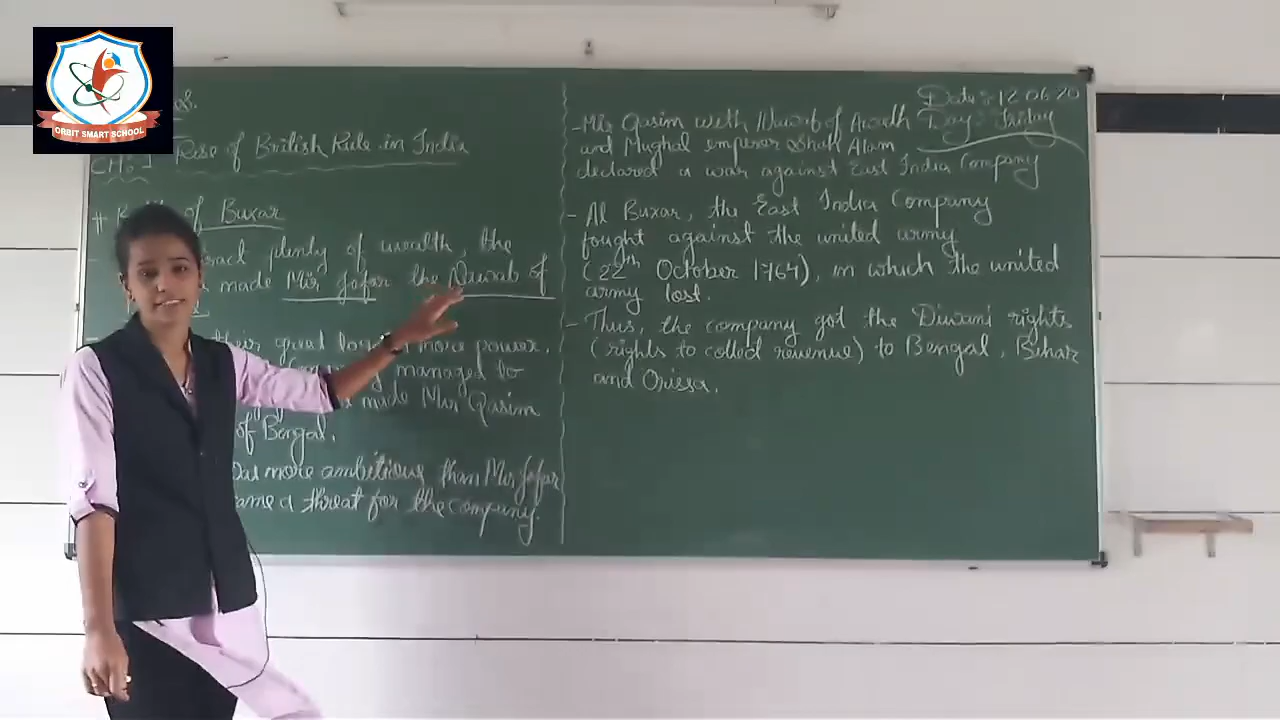 ORBIT SMART SCHOOL
CH:-1 Rise of British Rule in India
# of Buxar
plenty of wealth, the
made Mir Jafar the Nawab of
their great more power.
managed to
made Mir Qasim
of Bengal.
more ambitious than Mir Jafar
a threat for the company.
Date:-12.06.20
Day:- Friday
-Mir Qasim with Nawab of Awadh
and Mughal emperor Shah Alam
declared a war against East India Company
- At Buxar, the East India Company
fought against the united army
(22th October 1764), in which the united
army lost.
- Thus, the company got the Diwani rights
(rights to collect revenue) to Bengal, Bihar
and Orissa.